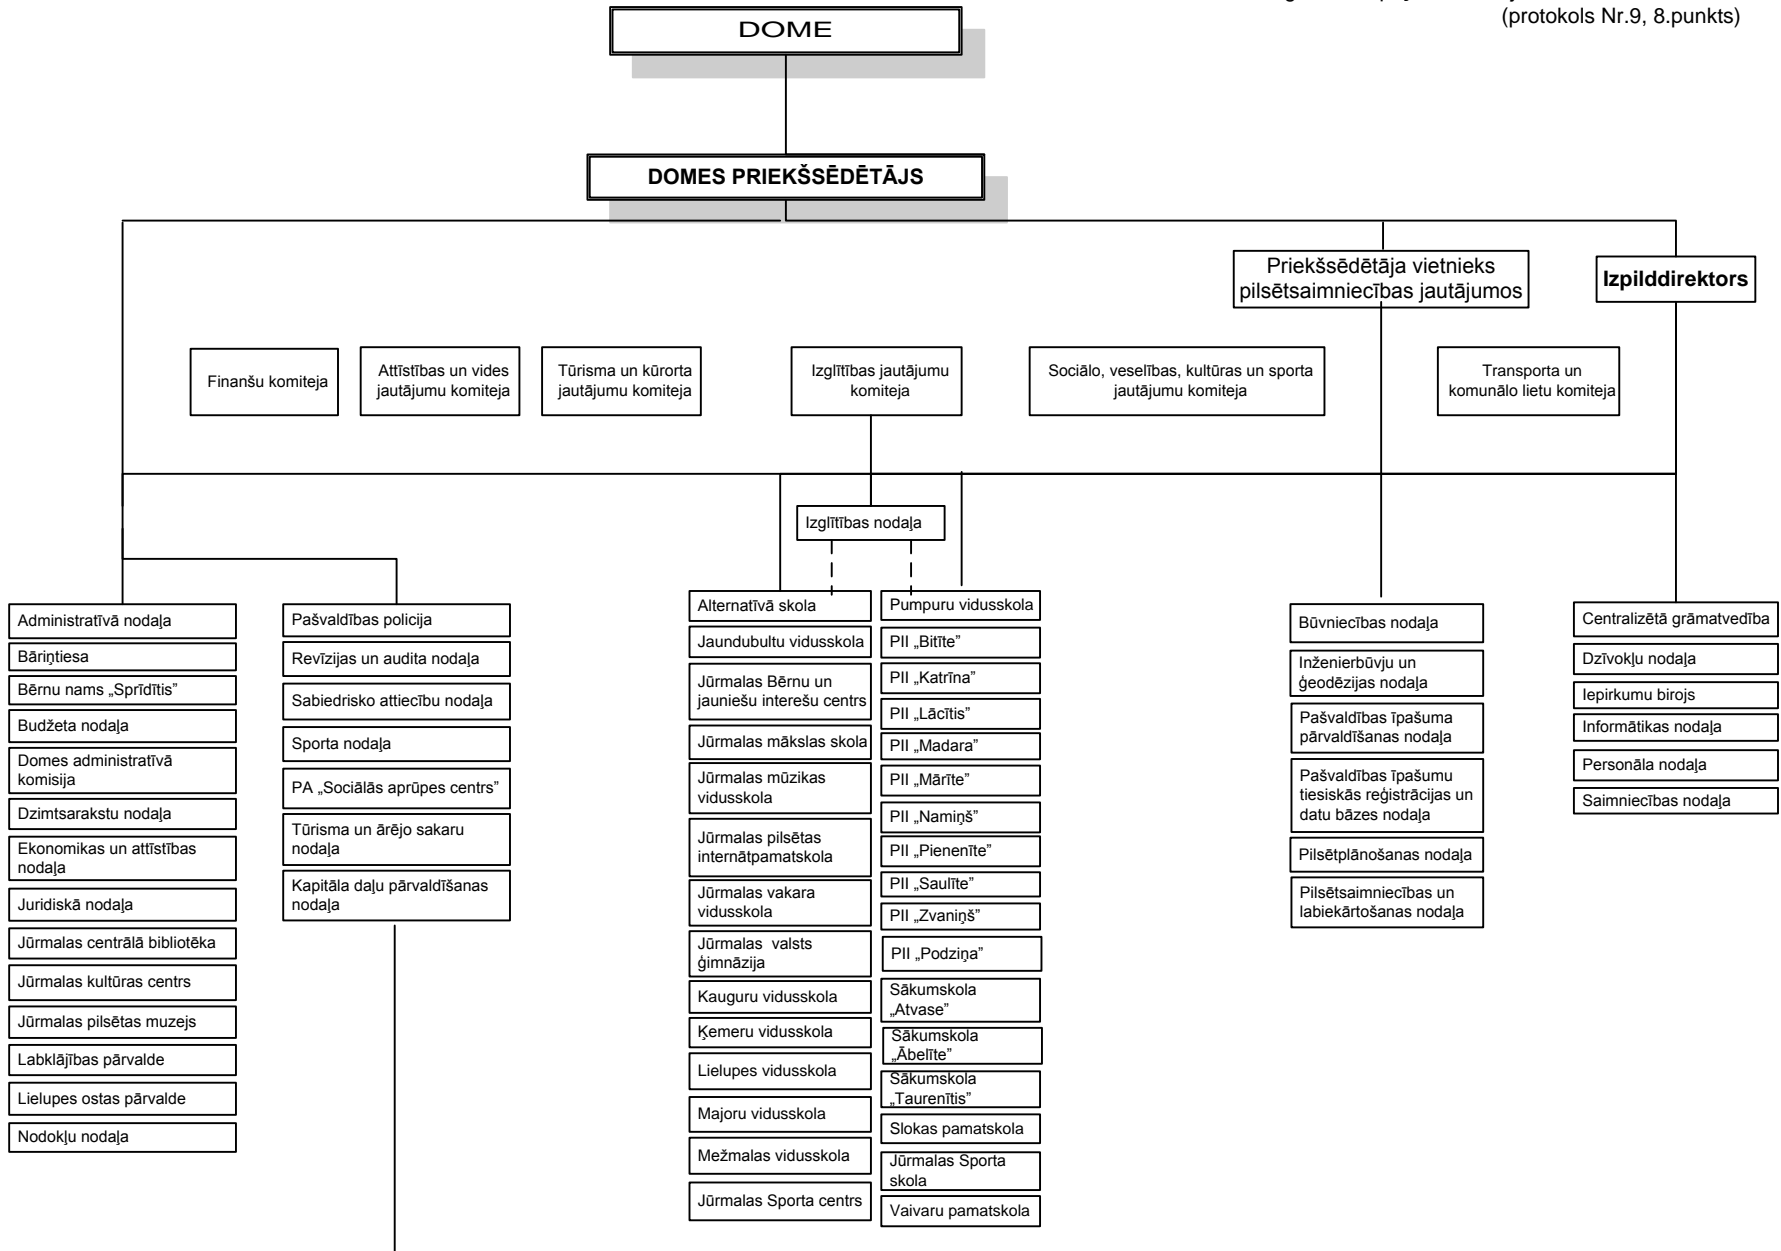 (protokols Nr.9, 8.punkts)
DOME
DOMES PRIEKŠSĒDĒTĀJS
Priekšsēdētāja vietnieks
pilsētsaimniecības jautājumos
Izpilddirektors
Finanšu komiteja
Attīstības un vides
jautājumu komiteja
Tūrisma un kūrorta
jautājumu komiteja
Izglītības jautājumu
komiteja
Sociālo, veselības, kultūras un sporta
jautājumu komiteja
Transporta un
komunālo lietu komiteja
Izglītības nodaļa
Administratīvā nodaļa
Bāriņtiesa
Bērnu nams „Sprīdītis”
Budžeta nodaļa
Domes administratīvā
komisija
Dzimtsarakstu nodaļa
Ekonomikas un attīstības
nodaļa
Juridiskā nodaļa
Jūrmalas centrālā bibliotēka
Jūrmalas kultūras centrs
Jūrmalas pilsētas muzejs
Labklājības pārvalde
Lielupes ostas pārvalde
Nodokļu nodaļa
Pašvaldības policija
Revīzijas un audita nodaļa
Sabiedrisko attiecību nodaļa
Sporta nodaļa
PA „Sociālās aprūpes centrs”
Tūrisma un ārējo sakaru
nodaļa
Kapitāla daļu pārvaldīšanas
nodaļa
Alternatīvā skola
Jaundubultu vidusskola
Jūrmalas Bērnu un
jauniešu interešu centrs
Jūrmalas mākslas skola
Jūrmalas mūzikas
vidusskola
Jūrmalas pilsētas
internātpamatskola
Jūrmalas vakara
vidusskola
Jūrmalas valsts
ģimnāzija
Kauguru vidusskola
Ķemeru vidusskola
Lielupes vidusskola
Majoru vidusskola
Mežmalas vidusskola
Jūrmalas Sporta centrs
Pumpuru vidusskola
PII „Bitīte”
PII „Katrīna”
PII „Lācītis”
PII „Madara”
PII „Mārīte”
PII „Namiņš”
PII „Pienenīte”
PII „Saulīte”
PII „Zvaniņš”
PII „Podziņa”
Sākumskola
„Atvase”
Sākumskola
„Ābelīte”
Sākumskola
„Taurenītis”
Slokas pamatskola
Jūrmalas Sporta
skola
Vaivaru pamatskola
Būvniecības nodaļa
Inženierbūvju un
ģeodēzijas nodaļa
Pašvaldības īpašuma
pārvaldīšanas nodaļa
Pašvaldības īpašumu
tiesiskās reģistrācijas un
datu bāzes nodaļa
Pilsētplānošanas nodaļa
Pilsētsaimniecības un
labiekārtošanas nodaļa
Centralizētā grāmatvedība
Dzīvokļu nodaļa
Iepirkumu birojs
Informātikas nodaļa
Personāla nodaļa
Saimniecības nodaļa